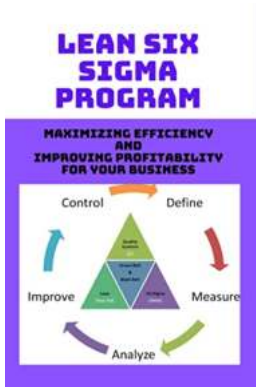 LEAN SIX
SIGMA
PROGRAM
MAXIMIZING EFFICIENCY
AND
IMPROVING PROFITABILITY
FOR YOUR BUSINESS
Control
Define
Improve
Measure
Analyze